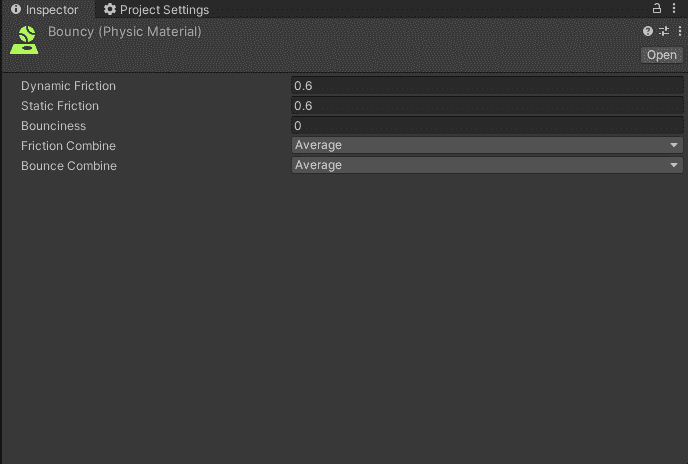 Inspector Project Settings
Bouncy (Physic Material)
Open
Dynamic Friction 0.6
Static Friction 0.6
Bounciness 0
Friction Combine Average
Bounce Combine Average